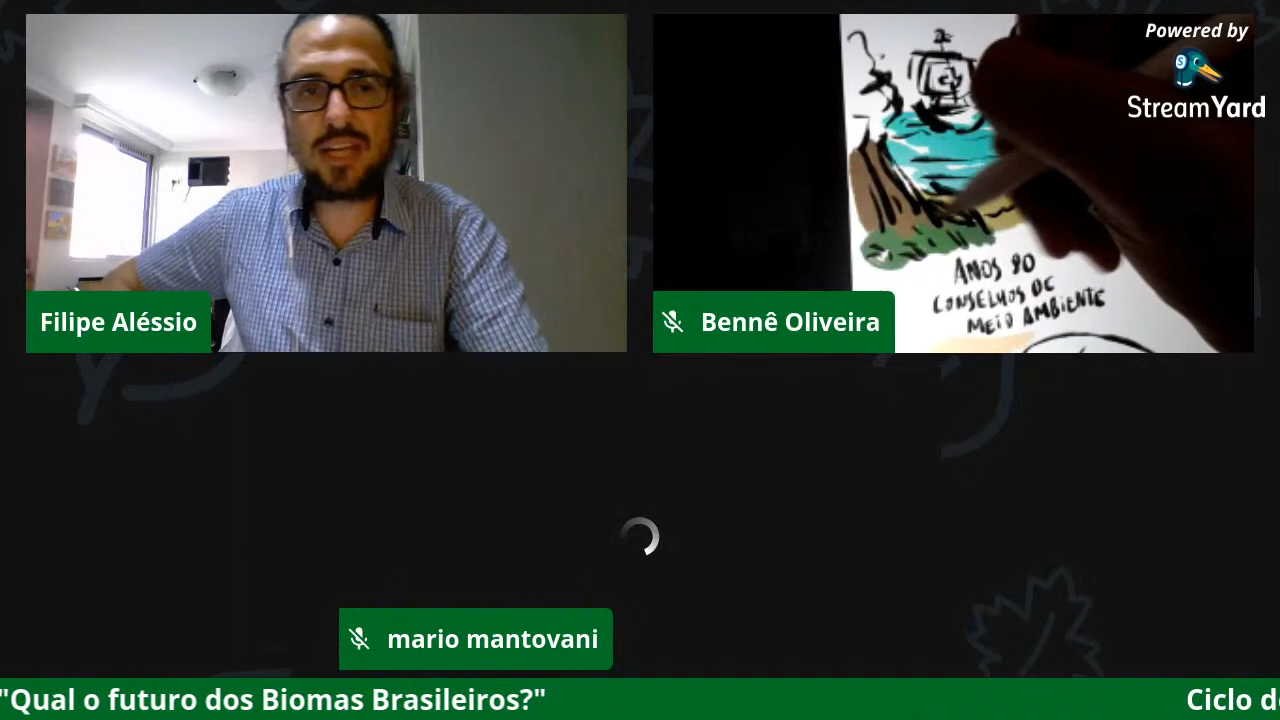 Powered by
StreamYard
Filipe Aléssio
Bennê Oliveira
ANOS 80
CONSELHOS DE
MEIO AMBIENTE
mario mantovani
"Qual o futuro dos Biomas Brasileiros?"
Ciclo d